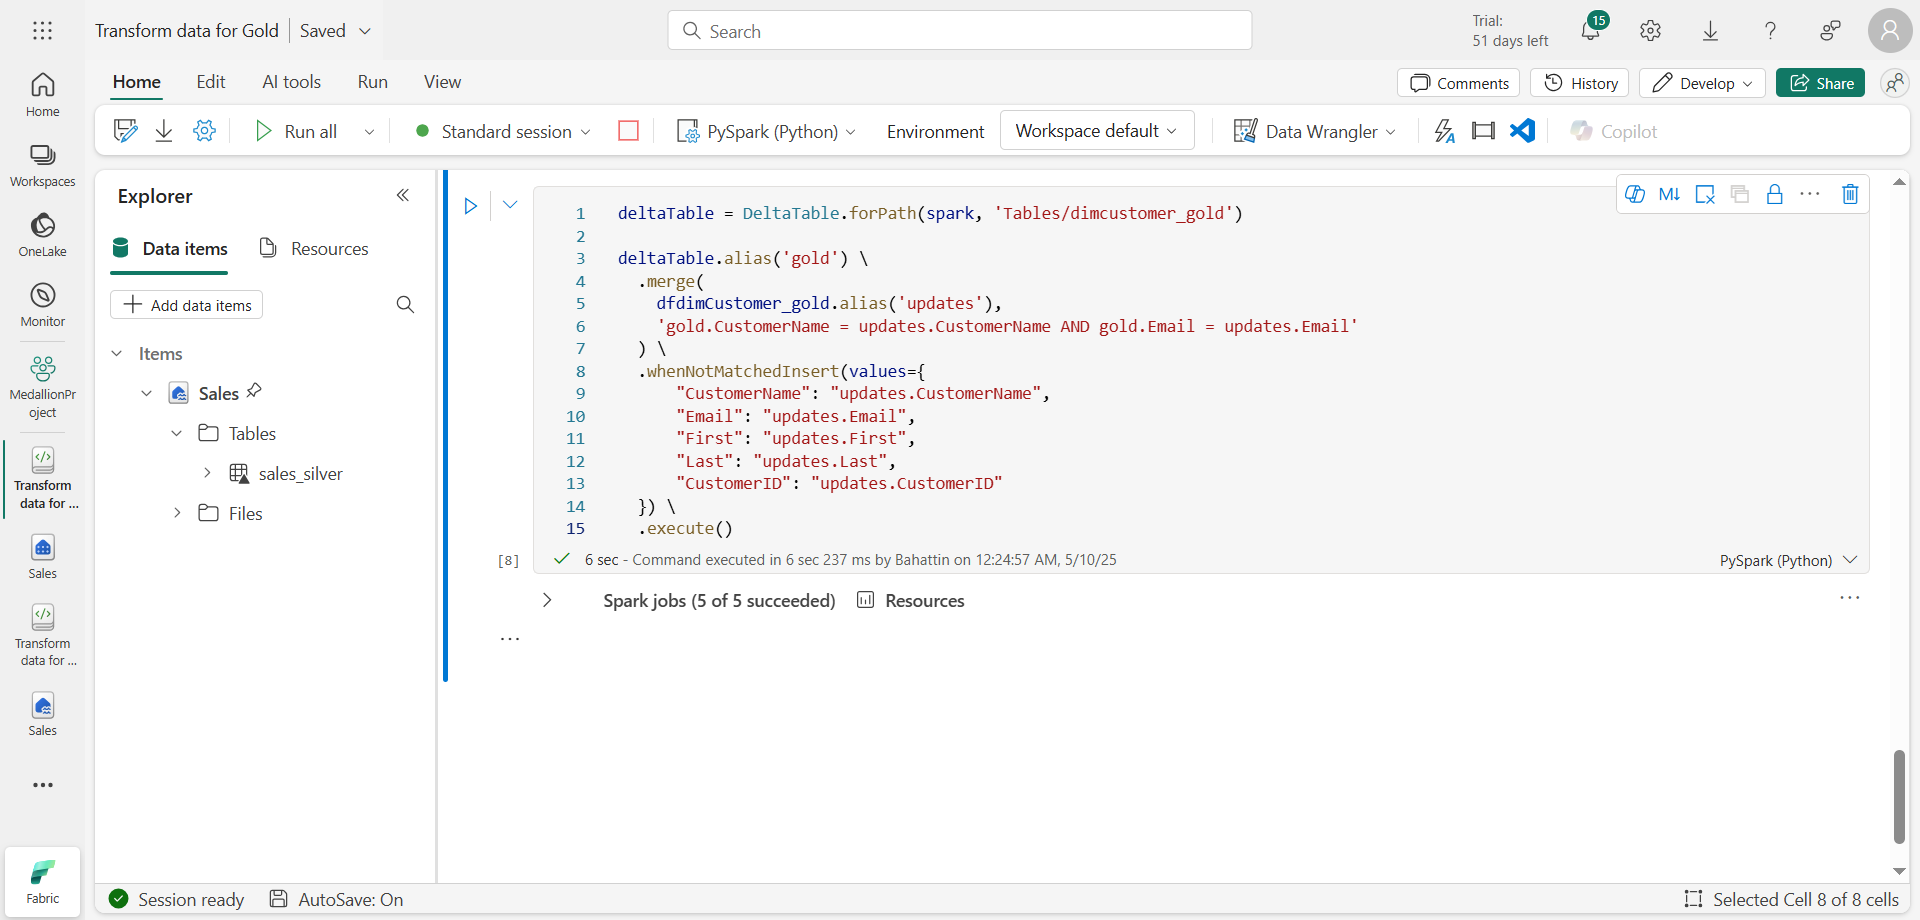 Transform data for Gold
Saved
Search
Trial:
51 days left
15
Home
Edit
AI tools
Run
View
Comments
History
Develop
Share
Run all
Standard session
PySpark (Python)
Environment
Workspace default
Data Wrangler
Copilot
Home
Workspaces
OneLake
Monitor
MedallionPr
oject
Transform
data for ...
Sales
Transform
data for ...
Sales
Fabric
Explorer
Data items
Resources
Add data items
Items
Sales
Tables
sales_silver
Files
M↓
1 deltaTable = DeltaTable.forPath(spark, 'Tables/dimcustomer_gold')
2
3 deltaTable.alias('gold') \
4 .merge(
5 dfdimCustomer_gold.alias('updates'),
6 'gold.CustomerName = updates.CustomerName AND gold.Email = updates.Email'
7 ) \
8 .whenNotMatchedInsert(values={
9 "CustomerName": "updates.CustomerName",
10 "Email": "updates.Email",
11 "First": "updates.First",
12 "Last": "updates.Last",
13 "CustomerID": "updates.CustomerID"
14 }) \
15 .execute()
[8]
6 sec - Command executed in 6 sec 237 ms by Bahattin on 12:24:57 AM, 5/10/25
PySpark (Python)
Spark jobs (5 of 5 succeeded)
Resources
Session ready
AutoSave: On
Selected Cell 8 of 8 cells